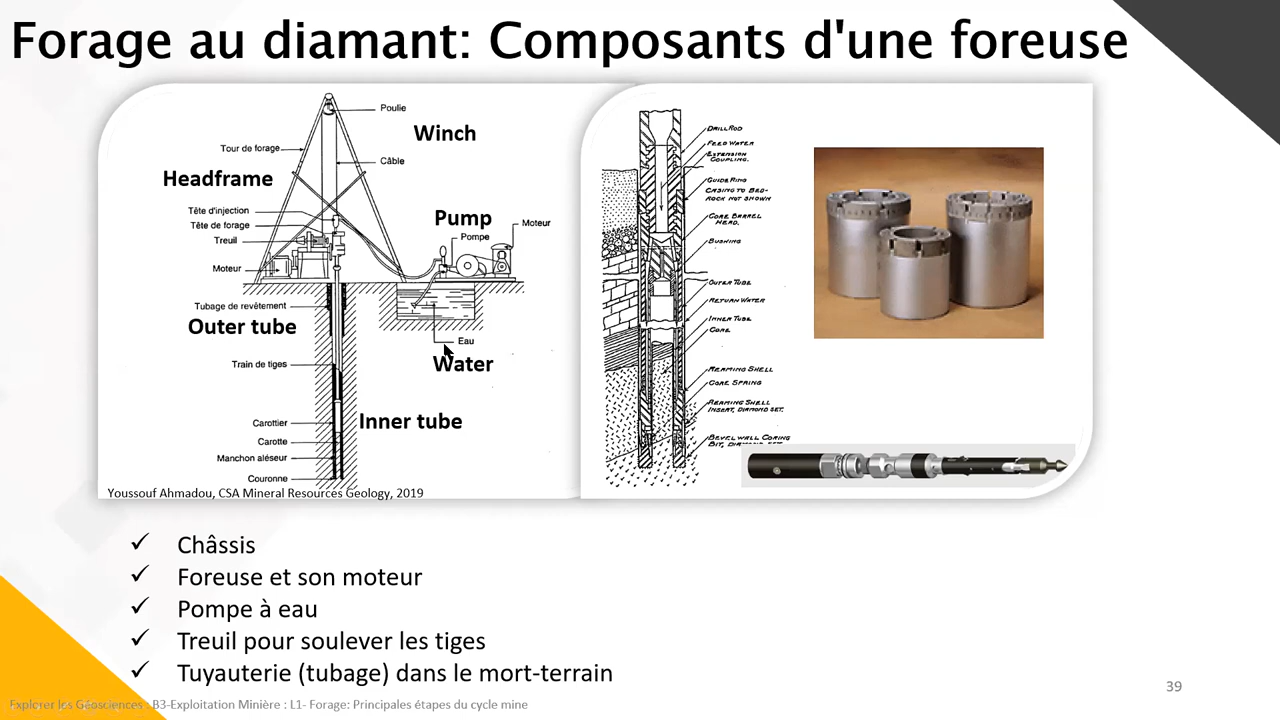 Forage au diamant: Composants d'une foreuse
Poulie
Winch
Tour de forage
Câble
Headframe
Tête d'injection
Tête de forage
Treuil
Moteur
Pump
Pompe
Moteur
Tubage de revêtement
Outer tube
Eau
Water
Train de tiges
Inner tube
Carottier
Carotte
Manchon aléseur
Couronne
Youssouf Ahmadou, CSA Mineral Resources Geology, 2019
DRILL ROD
FEED WATER
EXTENSION
COUPLING.
GUIDE RING
CASING TO BED-
ROCK NOT SHOWN
CORE BARREL
HEAD.
BUSHING
OUTER TUBE
RETURN WATER
INNER TUBE
CORE
REAMING SHELL
CORE SPRING
REAMING SHELL
INSERT, DIAMOND SET.
BEVEL WALL CORING
BIT, DIAMOND SET
✓ Châssis
✓ Foreuse et son moteur
✓ Pompe à eau
✓ Treuil pour soulever les tiges
✓ Tuyauterie (tubage) dans le mort-terrain
39
Explorer les Géosciences : B3-Exploitation Minière : L1- Forage: Principales étapes du cycle mine